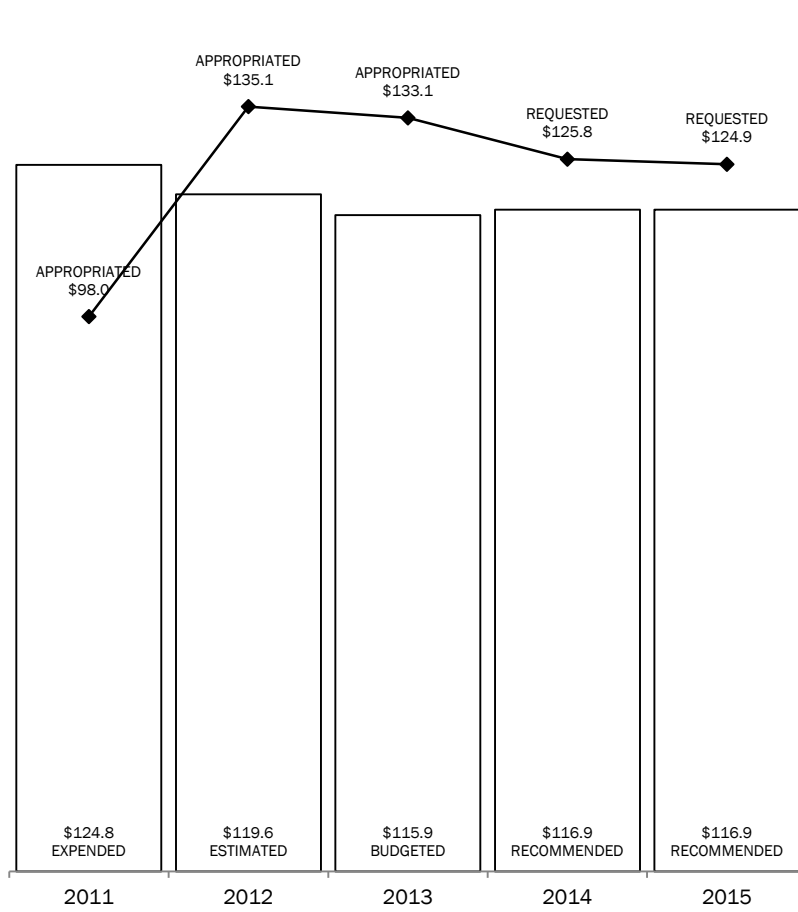 APPROPRIATED
$135.1
APPROPRIATED
$133.1
REQUESTED
$125.8
REQUESTED
$124.9
APPROPRIATED
$98.0
$124.8
EXPENDED
$119.6
ESTIMATED
$115.9
BUDGETED
$116.9
RECOMMENDED
$116.9
RECOMMENDED
2011
2012
2013
2014
2015